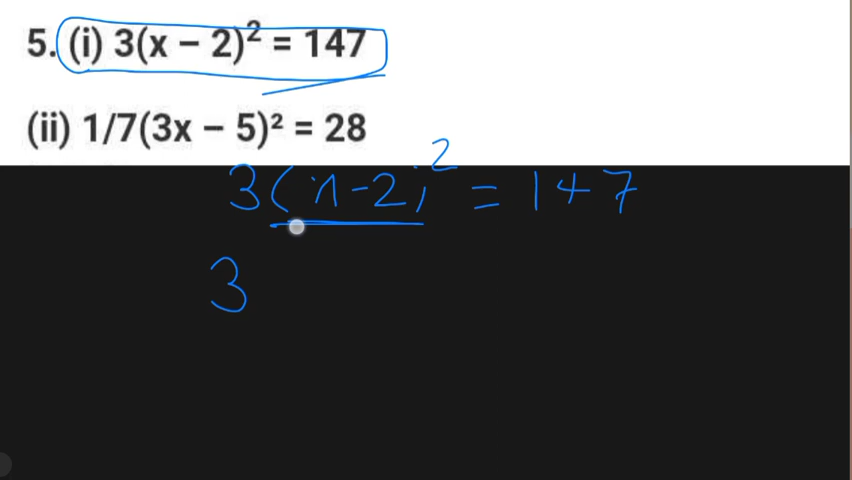 5. (i) 3(x – 2)² = 147
(ii) 1/7(3x – 5)² = 28
3(x-2)² = 147
3